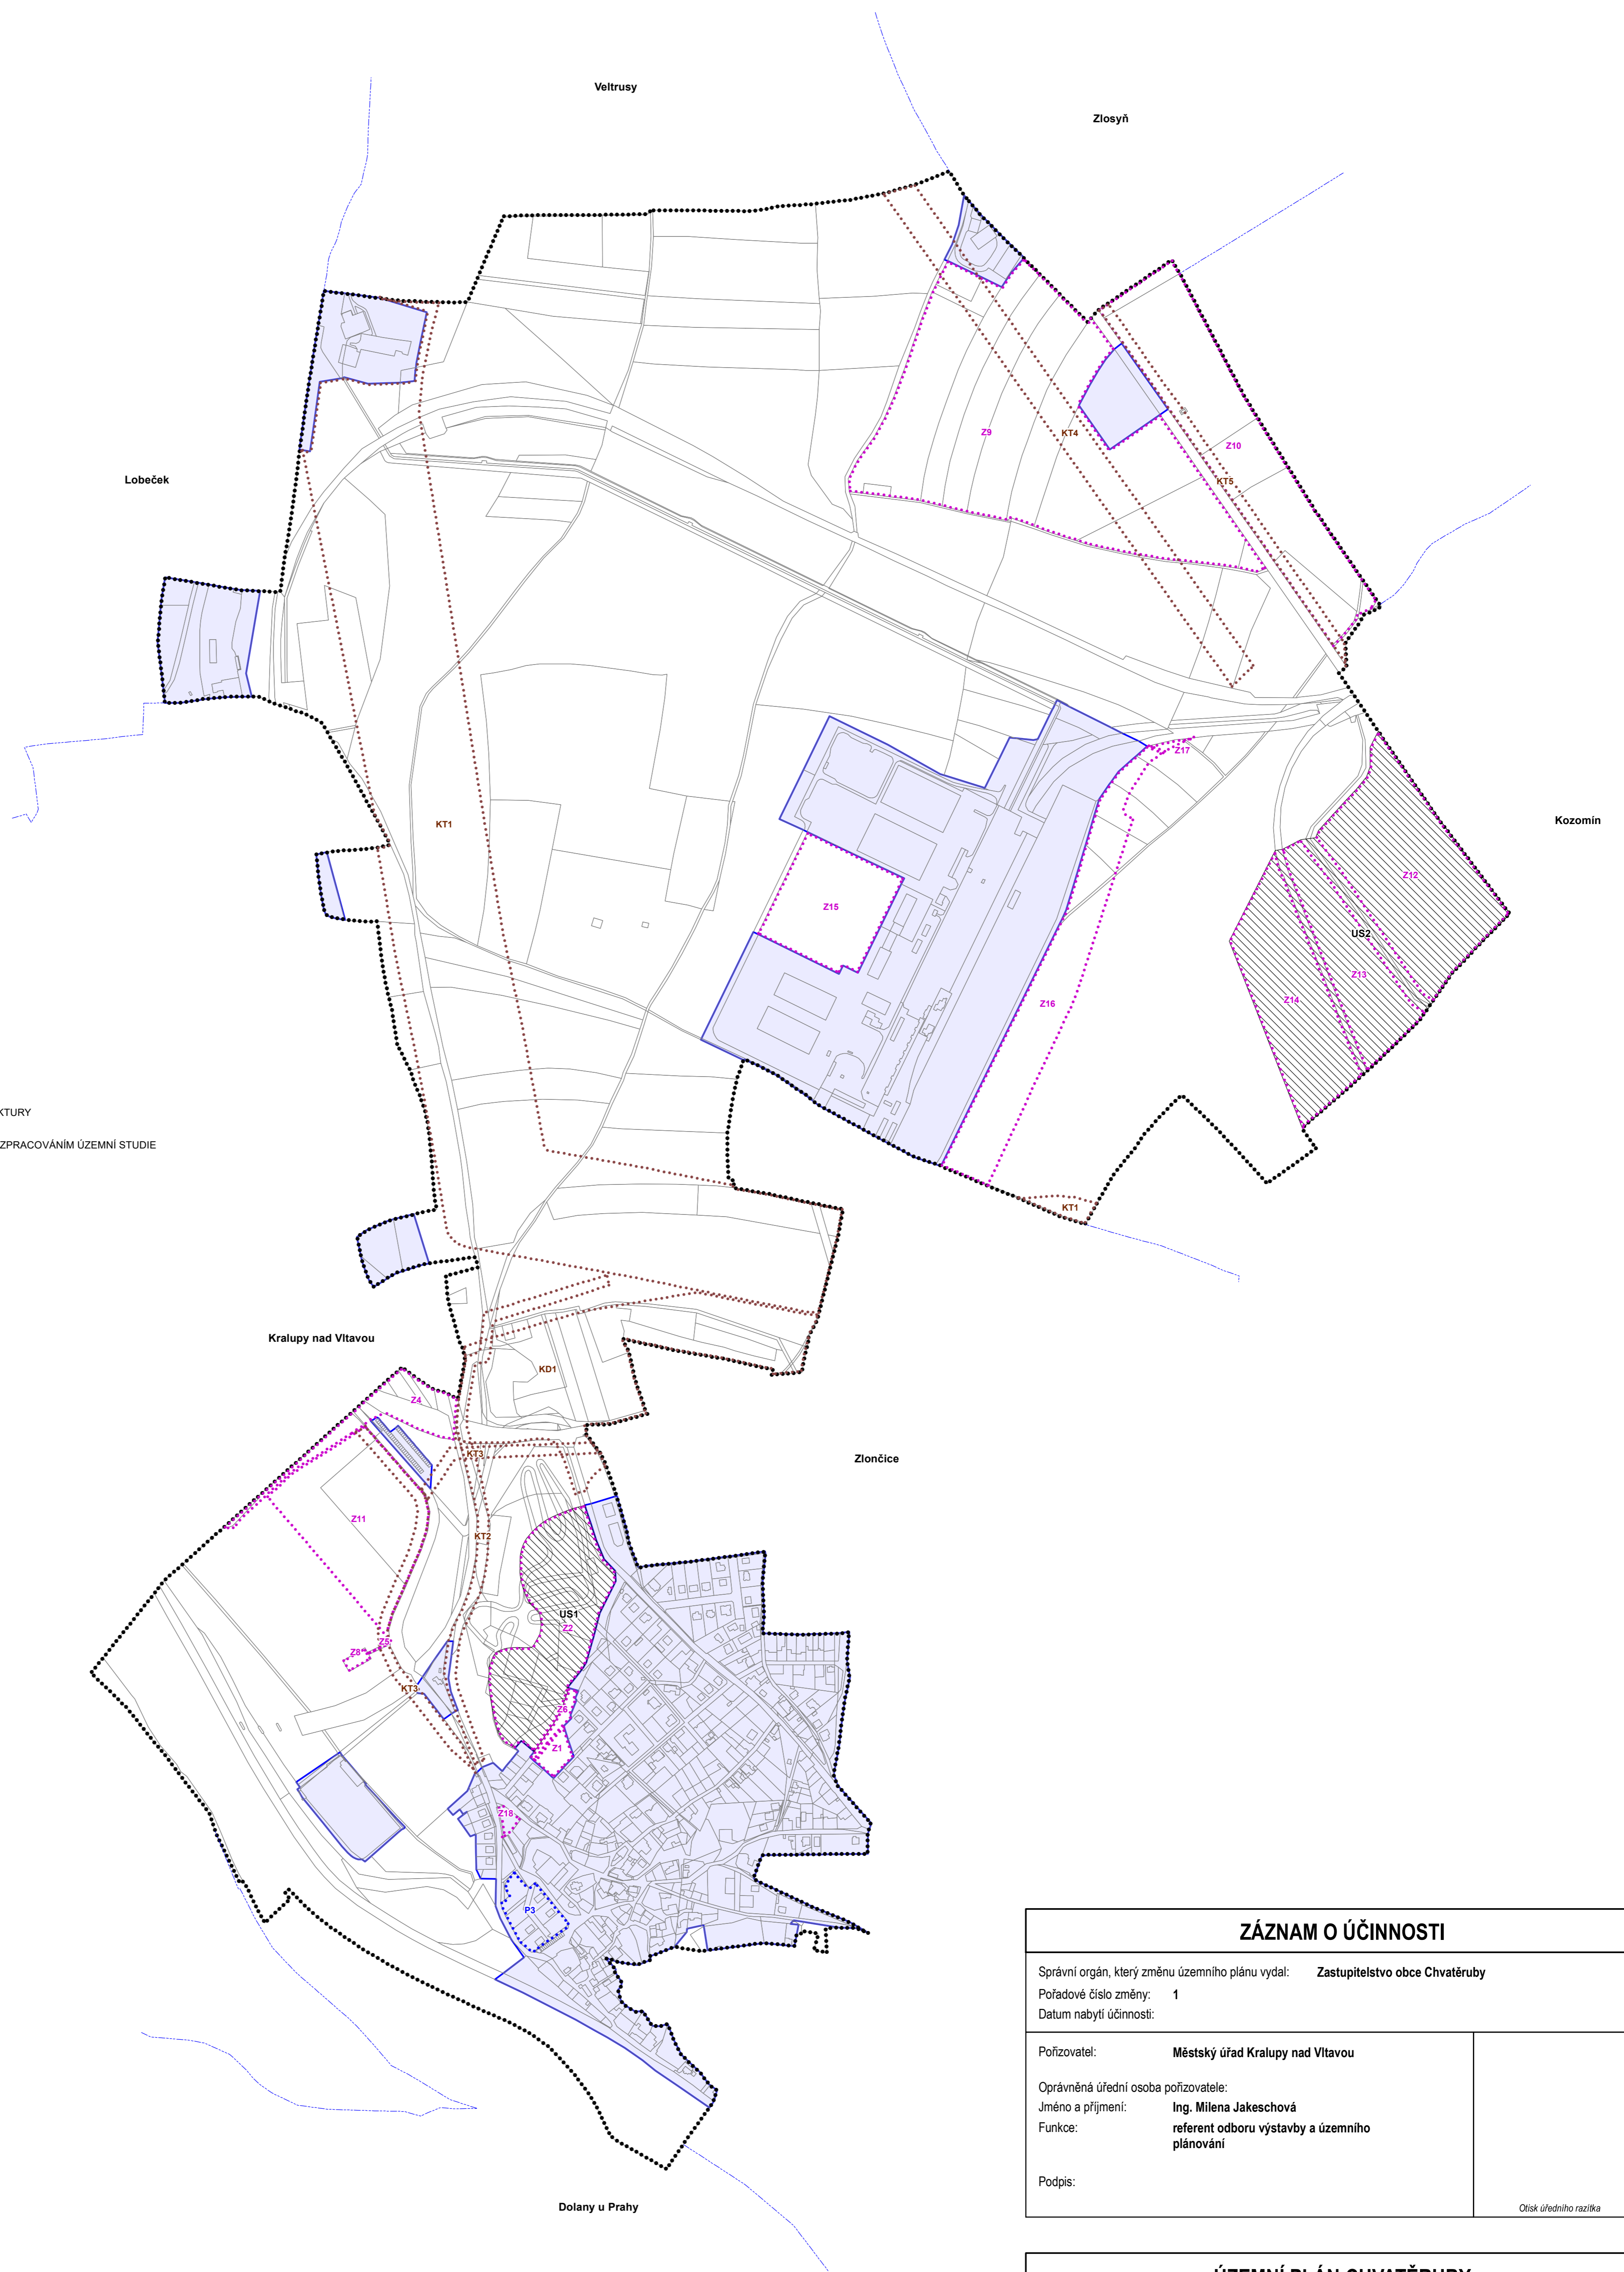 Veltrusy
Zlosyň
Z9
KT4
Z10
Lobeček
KT5
Z17
KT1
Kozomín
Z12
Z15
US2
Z13
Z16
Z14
KTURY
ZPRACOVÁNÍM ÚZEMNÍ STUDIE
KT1
Kralupy nad Vltavou
KD1
Z4
KT3
Zlončice
Z11
KT2
US1
Z2
Z5
Z8
KT3
Z6
Z1
Z18
P3
ZÁZNAM O ÚČINNOSTI
Správní orgán, který změnu územního plánu vydal: Zastupitelstvo obce Chvatěruby
Pořadové číslo změny: 1
Datum nabytí účinnosti:
Pořizovatel: Městský úřad Kralupy nad Vltavou
Oprávněná úřední osoba pořizovatele:
Jméno a příjmení: Ing. Milena Jakeschová
Funkce: referent odboru výstavby a územního
plánování
Podpis:
Otisk úředního razítka
Dolany u Prahy
ÚZEMNÍ PLÁN CHVATĚRUBY